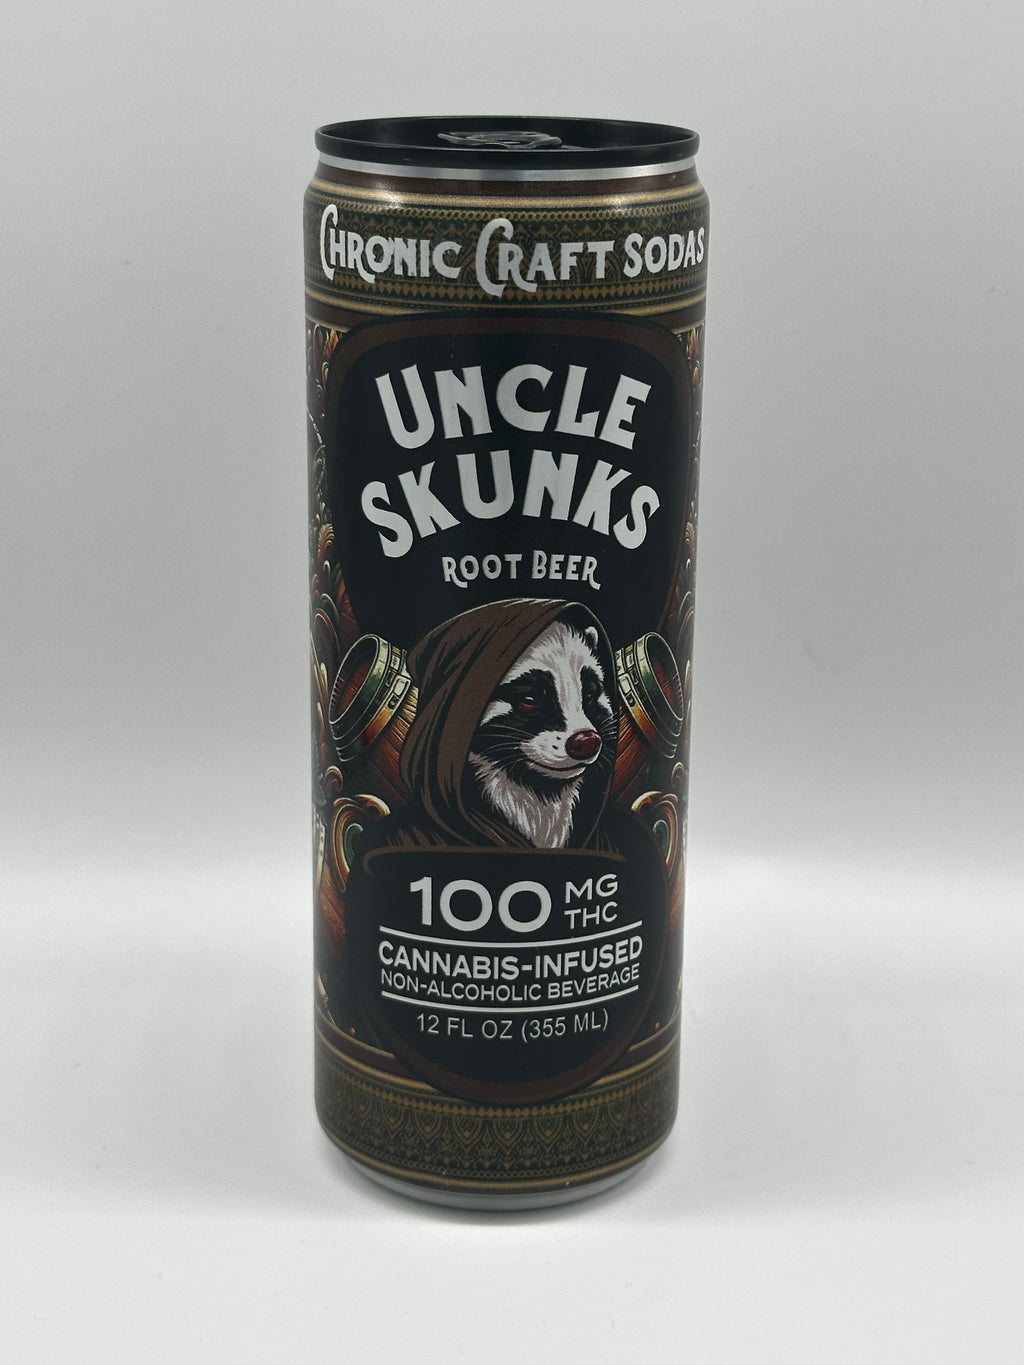 Chronic Craft Sodas
Uncle
Skunks
Root Beer
100 MG
THC
CANNABIS-INFUSED
NON-ALCOHOLIC BEVERAGE
12 FL OZ (355 ML)